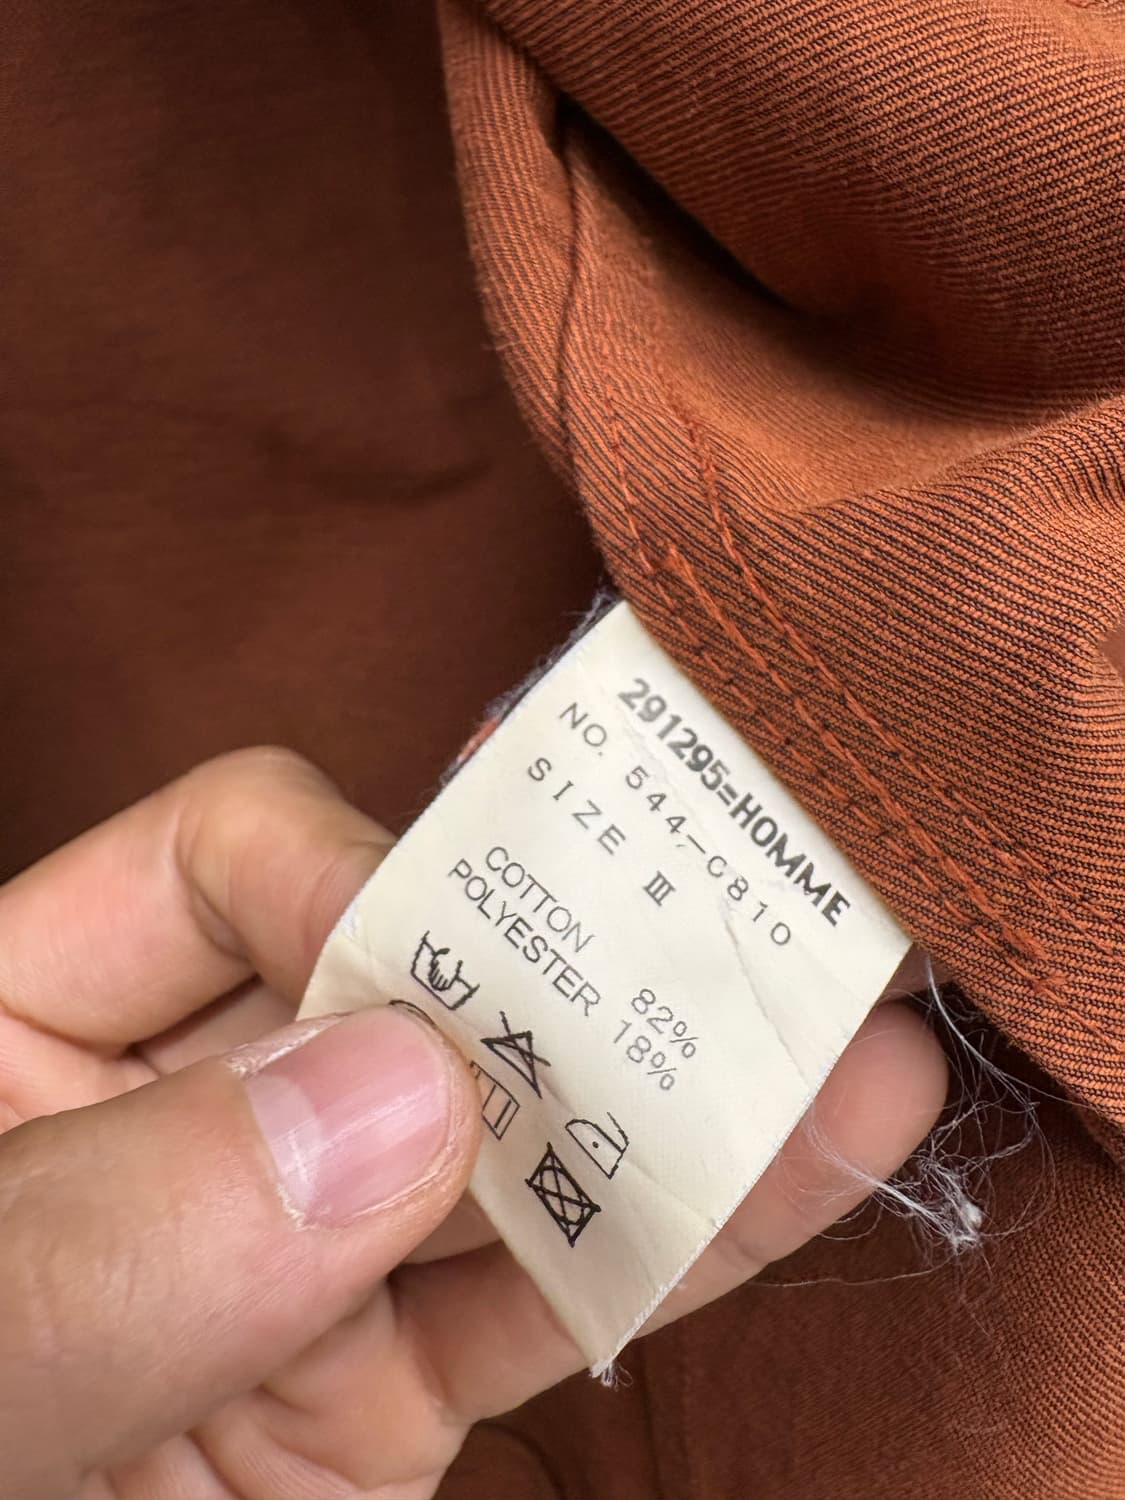 291295=HOMME
NO. 544-C810
SIZE Ⅲ
COTTON 82%
POLYESTER 18%